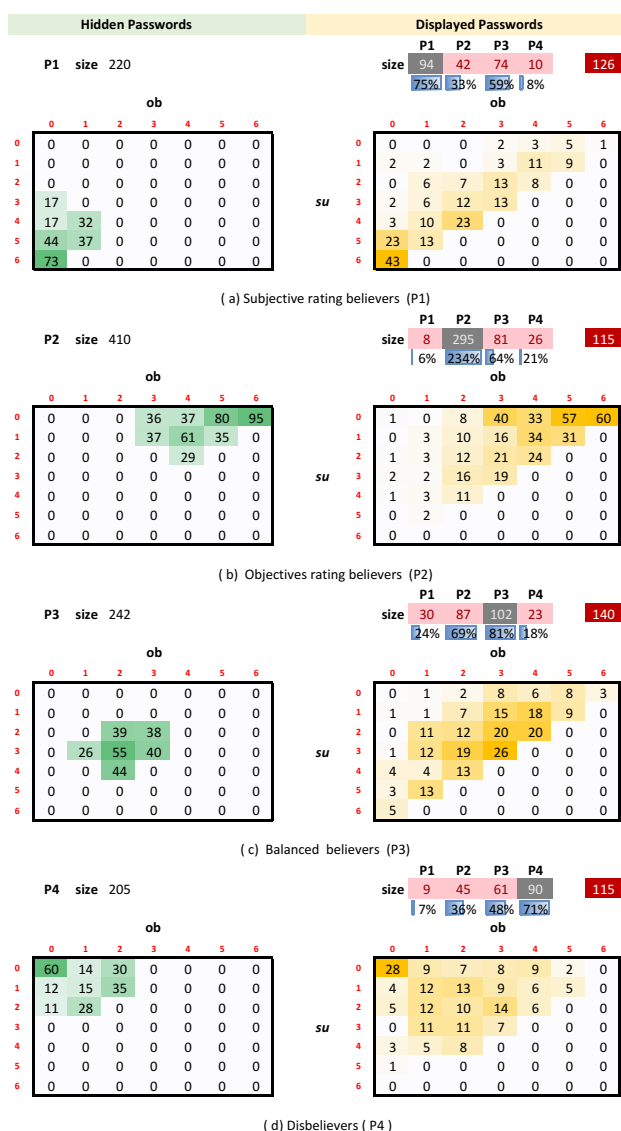 Hidden Passwords Displayed Passwords
P1 P2 P3 P4
P1 size 220 size 94 42 74 10 126
75% 33% 59% 8%
ob ob
0 1 2 3 4 5 6 0 1 2 3 4 5 6
0 0 0 0 0 0 0 0 0 0 0 0 2 3 5 1
1 0 0 0 0 0 0 0 1 2 2 0 3 11 9 0
2 0 0 0 0 0 0 0 2 0 6 7 13 8 0 0
3 17 0 0 0 0 0 0 su 3 2 6 12 13 0 0 0
4 17 32 0 0 0 0 0 4 3 10 23 0 0 0 0
5 44 37 0 0 0 0 0 5 23 13 0 0 0 0 0
6 73 0 0 0 0 0 0 6 43 0 0 0 0 0 0
( a) Subjective rating believers (P1)
P1 P2 P3 P4
P2 size 410 size 8 295 81 26 115
6% 234% 64% 21%
ob ob
0 1 2 3 4 5 6 0 1 2 3 4 5 6
0 0 0 0 36 37 80 95 0 1 0 8 40 33 57 60
1 0 0 0 37 61 35 0 1 0 3 10 16 34 31 0
2 0 0 0 0 29 0 0 2 1 3 12 21 24 0 0
3 0 0 0 0 0 0 0 su 3 2 2 16 19 0 0 0
4 0 0 0 0 0 0 0 4 1 3 11 0 0 0 0
5 0 0 0 0 0 0 0 5 0 2 0 0 0 0 0
6 0 0 0 0 0 0 0 6 0 0 0 0 0 0 0
( b) Objectives rating believers (P2)
P1 P2 P3 P4
P3 size 242 size 30 87 102 23 140
24% 69% 81% 18%
ob ob
0 1 2 3 4 5 6 0 1 2 3 4 5 6
0 0 0 0 0 0 0 0 0 0 1 2 8 6 8 3
1 0 0 0 0 0 0 0 1 1 1 7 15 18 9 0
2 0 0 39 38 0 0 0 2 0 11 12 20 20 0 0
3 0 26 55 40 0 0 0 su 3 1 12 19 26 0 0 0
4 0 0 44 0 0 0 0 4 4 4 13 0 0 0 0
5 0 0 0 0 0 0 0 5 3 13 0 0 0 0 0
6 0 0 0 0 0 0 0 6 5 0 0 0 0 0 0
( c) Balanced believers (P3)
P1 P2 P3 P4
P4 size 205 size 9 45 61 90 115
7% 36% 48% 71%
ob ob
0 1 2 3 4 5 6 0 1 2 3 4 5 6
0 60 14 30 0 0 0 0 0 28 9 7 8 9 2 0
1 12 15 35 0 0 0 0 1 4 12 13 9 6 5 0
2 11 28 0 0 0 0 0 2 5 12 10 14 6 0 0
3 0 0 0 0 0 0 0 su 3 0 11 11 7 0 0 0
4 0 0 0 0 0 0 0 4 3 5 8 0 0 0 0
5 0 0 0 0 0 0 0 5 1 0 0 0 0 0 0
6 0 0 0 0 0 0 0 6 0 0 0 0 0 0 0
( d) Disbelievers ( P4 )